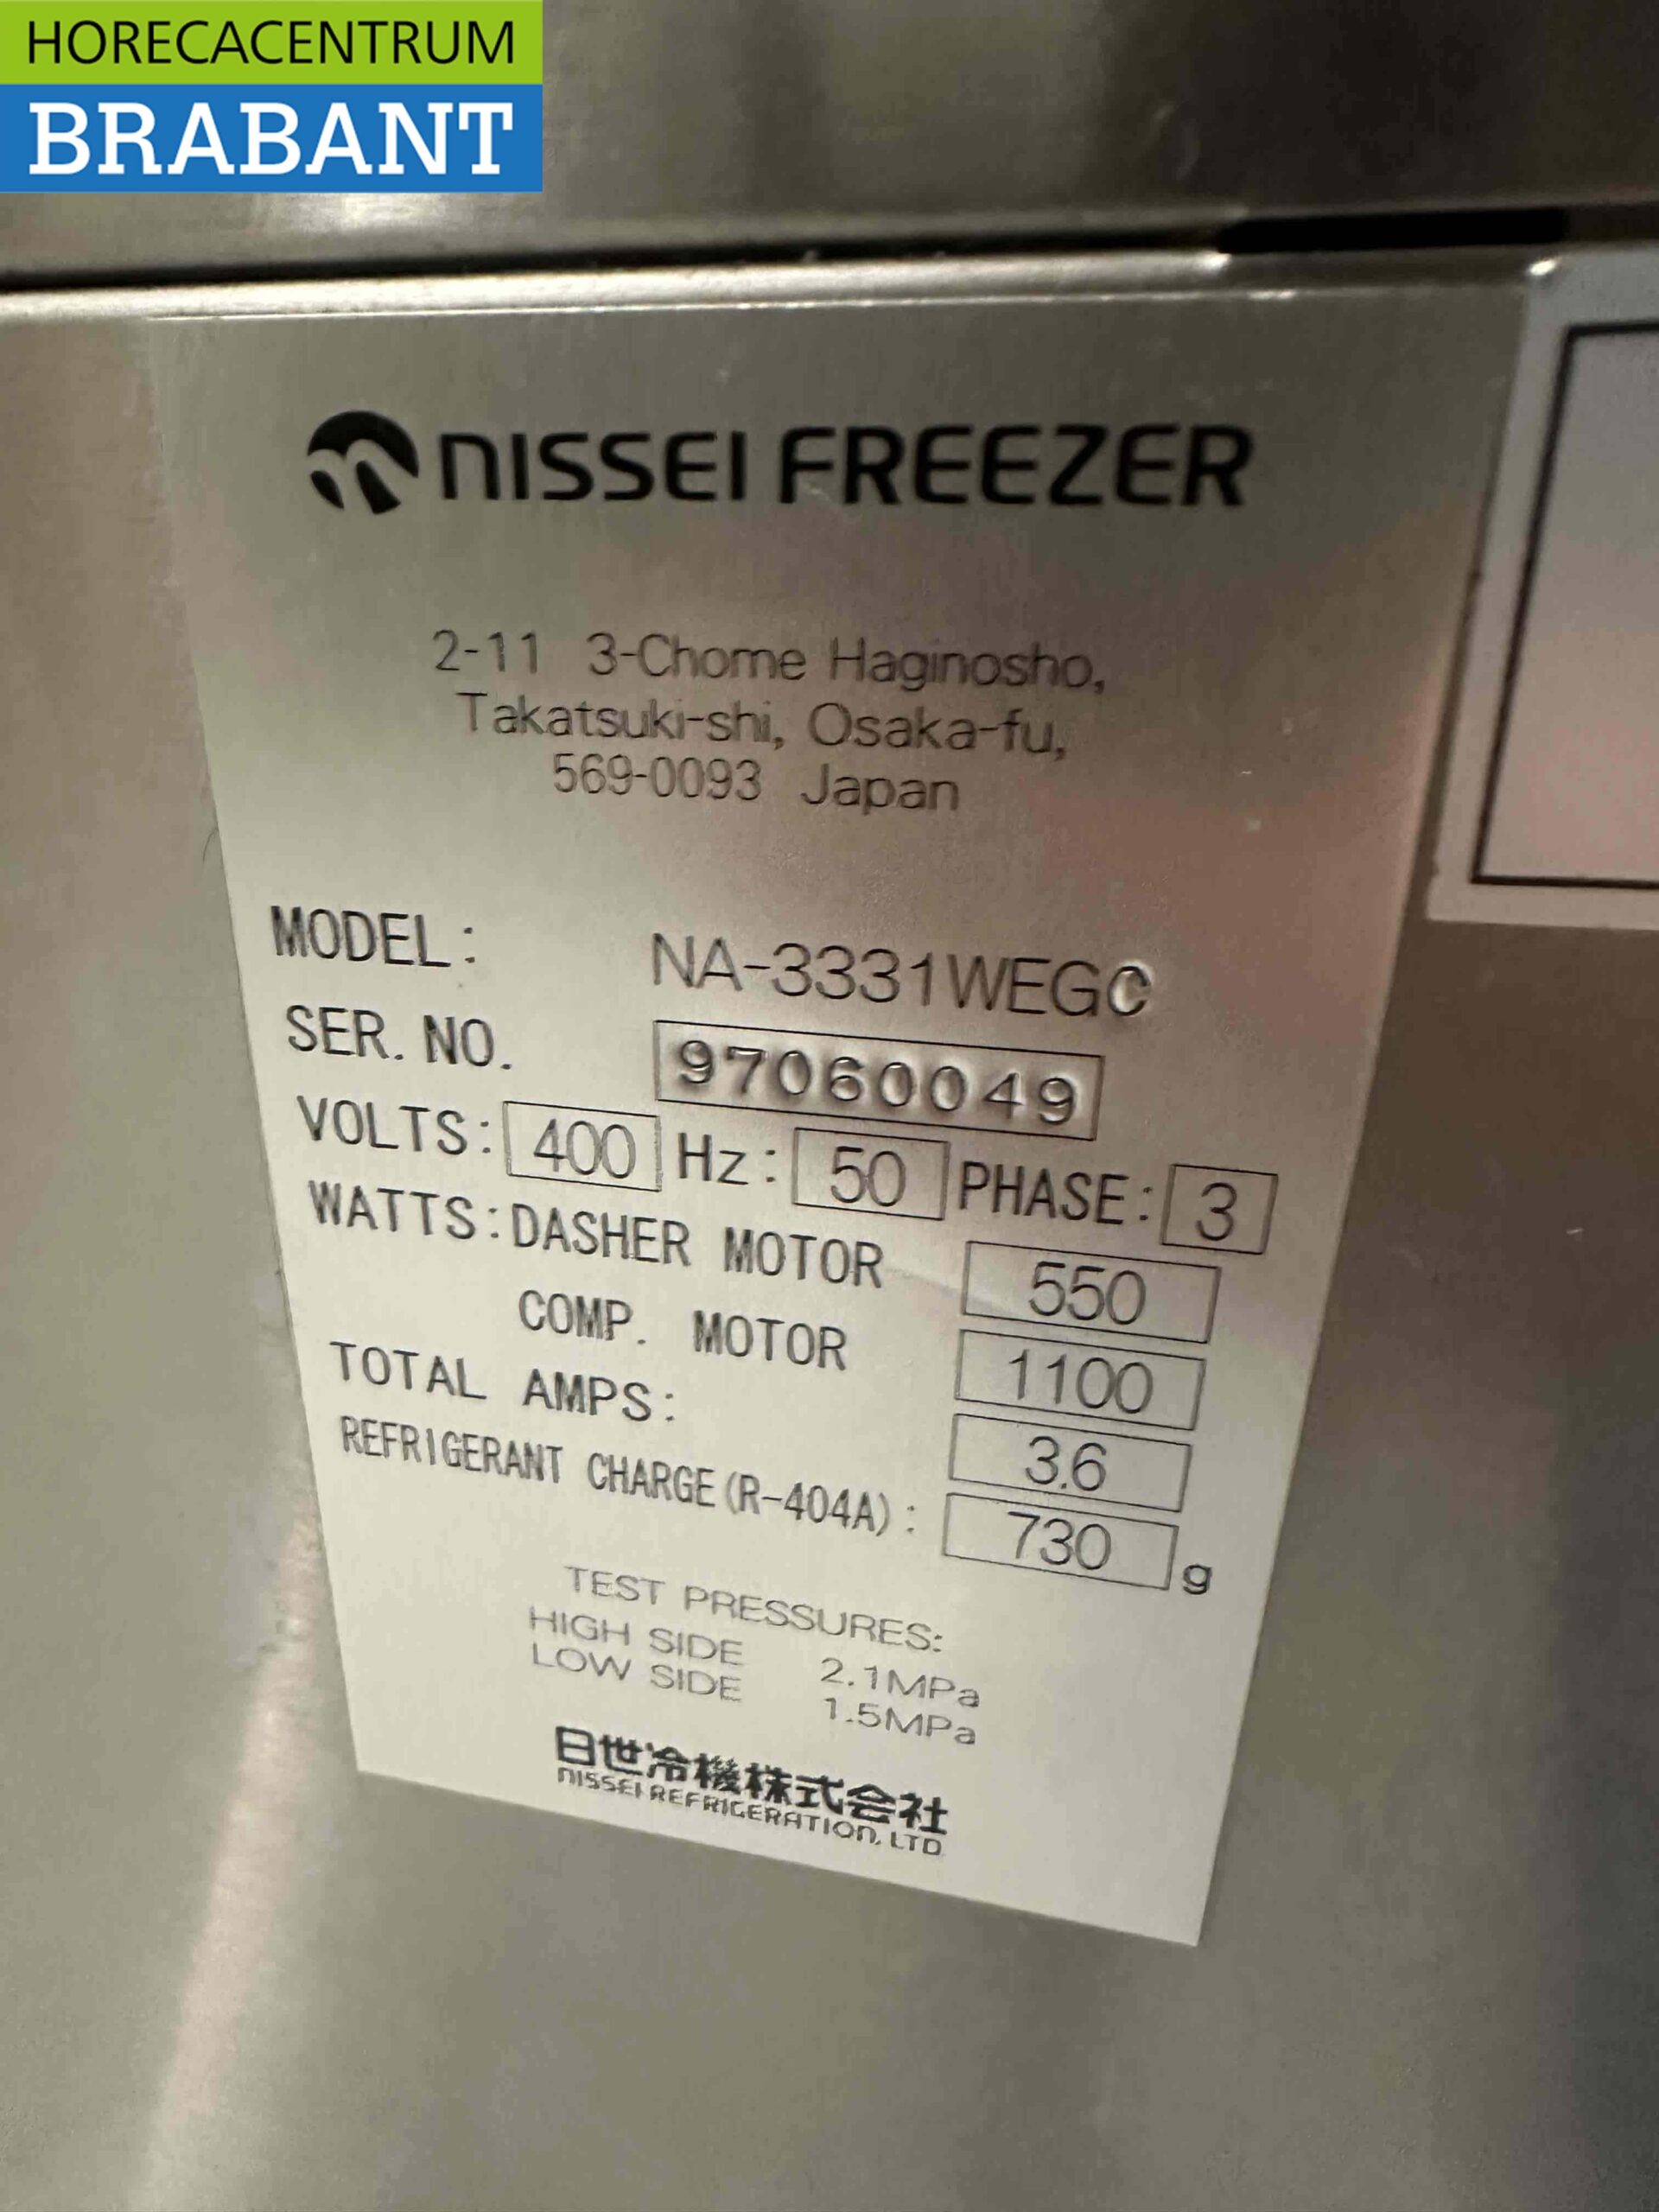 HORECACENTRUM
BRABANT
NISSEI FREEZER
2-11 3-Chome Haginosho,
Takatsuki-shi, Osaka-fu,
569-0093 Japan
MODEL: NA-3331WEGC
SER. NO. 97060049
VOLTS: 400 Hz: 50 PHASE: 3
WATTS: DASHER MOTOR 550
COMP. MOTOR 1100
TOTAL AMPS: 3.6
REFRIGERANT CHARGE (R-404A): 730 g
TEST PRESSURES:
HIGH SIDE 2.1MPa
LOW SIDE 1.5MPa
日世冷機株式会社
NISSEI REFRIGERATION, LTD